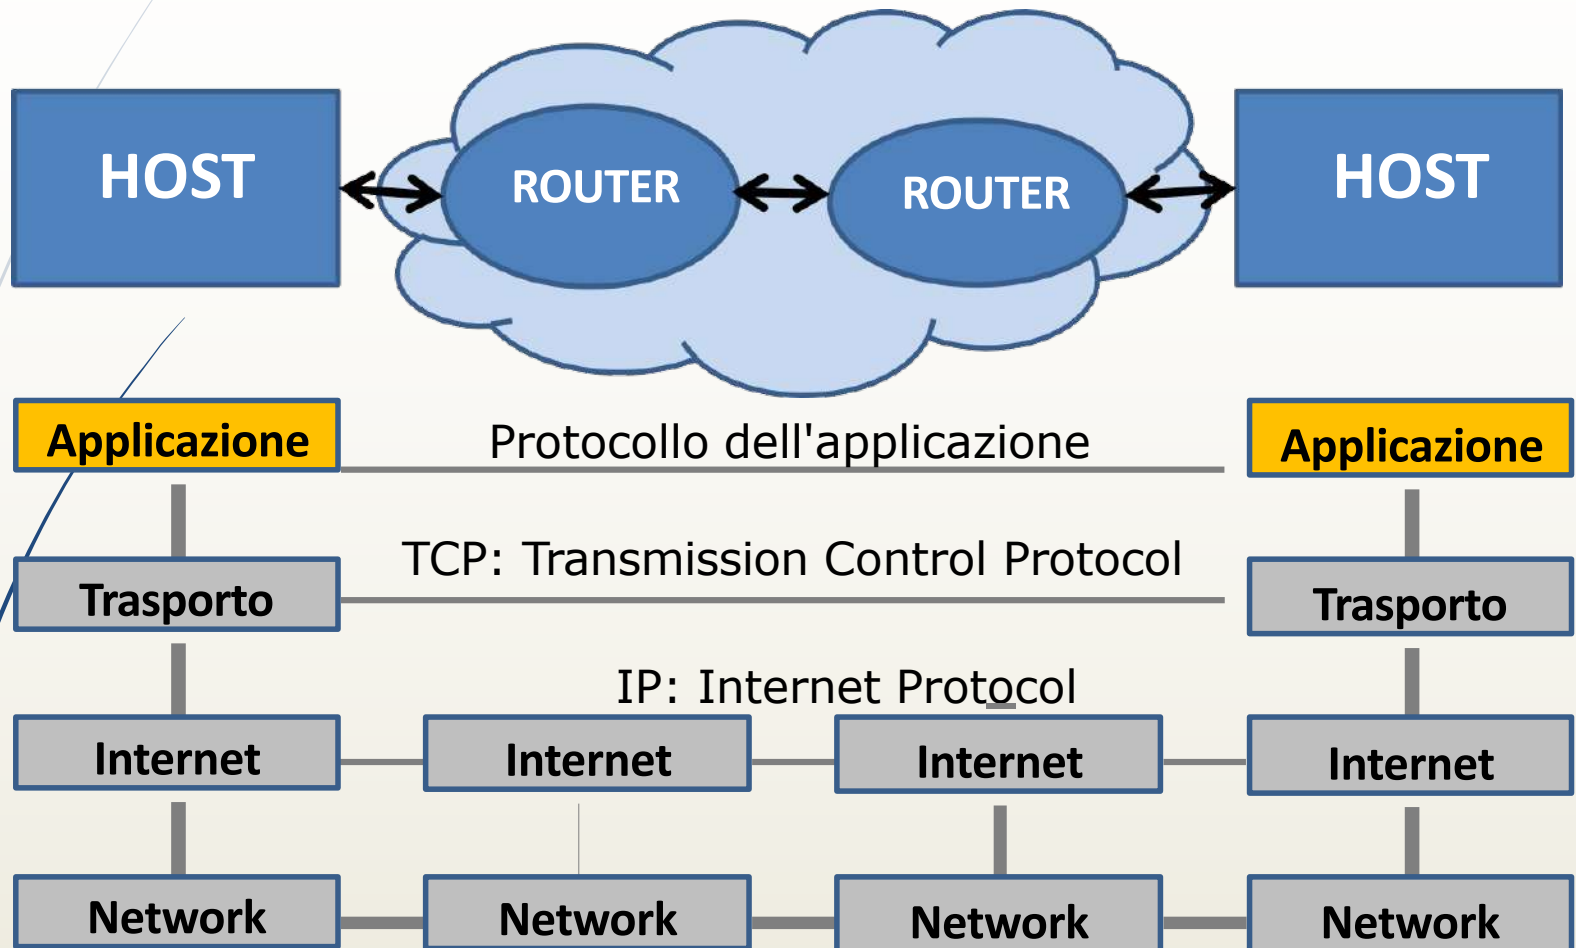 HOST
ROUTER
ROUTER
HOST
Applicazione
Protocollo dell'applicazione
Applicazione
TCP: Transmission Control Protocol
Trasporto
Trasporto
IP: Internet Protocol
Internet
Internet
Internet
Internet
Network
Network
Network
Network